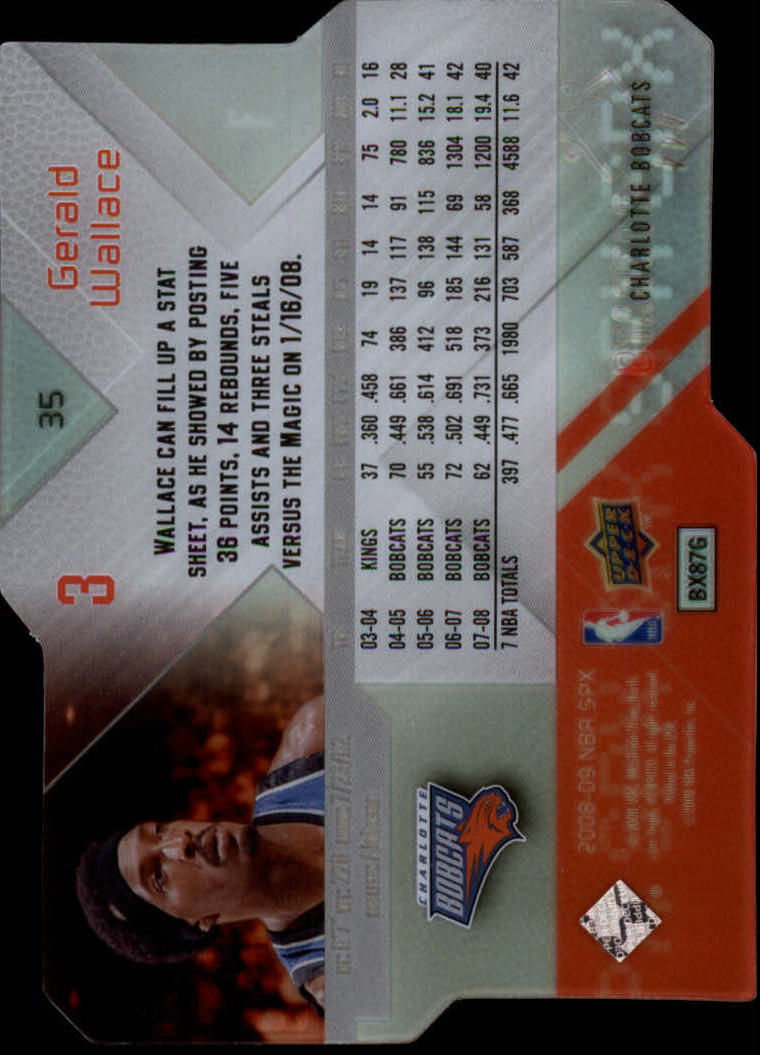 35
Gerald
Wallace
3
WALLACE CAN FILL UP A STAT
SHEET, AS HE SHOWED BY POSTING
36 POINTS, 14 REBOUNDS, FIVE
ASSISTS AND THREE STEALS
VERSUS THE MAGIC ON 1/16/08.
03-04 KINGS 37 .360 .458 74 19 14 14 75 2.0 16
04-05 BOBCATS 70 .449 .661 386 137 117 91 780 11.1 28
05-06 BOBCATS 55 .538 .614 412 96 138 115 836 15.2 41
06-07 BOBCATS 72 .502 .691 518 185 144 69 1304 18.1 42
07-08 BOBCATS 62 .449 .731 373 216 131 58 1200 19.4 40
7 NBA TOTALS 397 .477 .665 1980 703 587 368 4588 11.6 42
CHARLOTTE
BOBCATS
CHARLOTTE BOBCATS
UPPER
DECK
NBA
BX87G
2008-09 NBA SPX